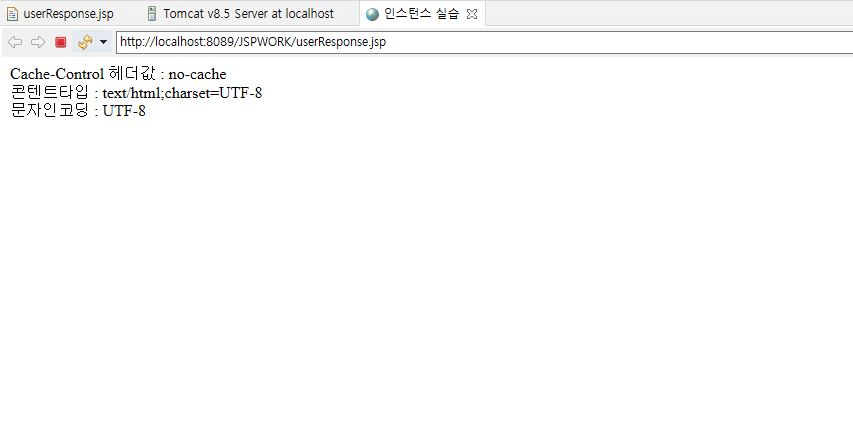 userResponse.jsp
Tomcat v8.5 Server at localhost
인스턴스 실습
http://localhost:8089/JSPWORK/userResponse.jsp
Cache-Control 헤더값 : no-cache
콘텐트타입 : text/html;charset=UTF-8
문자인코딩 : UTF-8